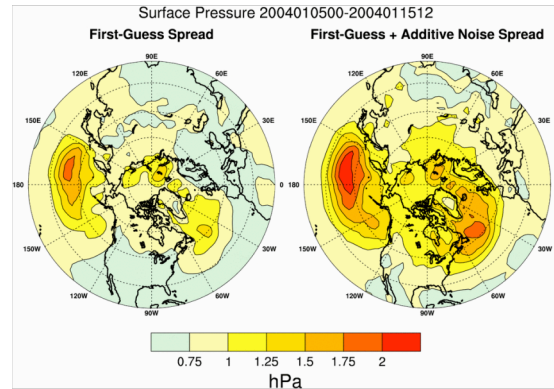 Surface Pressure 2004010500-2004011512
First-Guess Spread
First-Guess + Additive Noise Spread
90E
120E
60E
150E
30E
180
150W
30W
120W
60W
90W
90E
120E
60E
150E
30E
0
150W
30W
120W
60W
90W
0.75 1 1.25 1.5 1.75 2
hPa